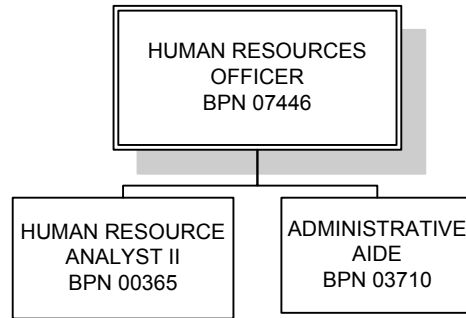 HUMAN RESOURCES
OFFICER
BPN 07446
HUMAN RESOURCE
ANALYST II
BPN 00365
ADMINISTRATIVE
AIDE
BPN 03710